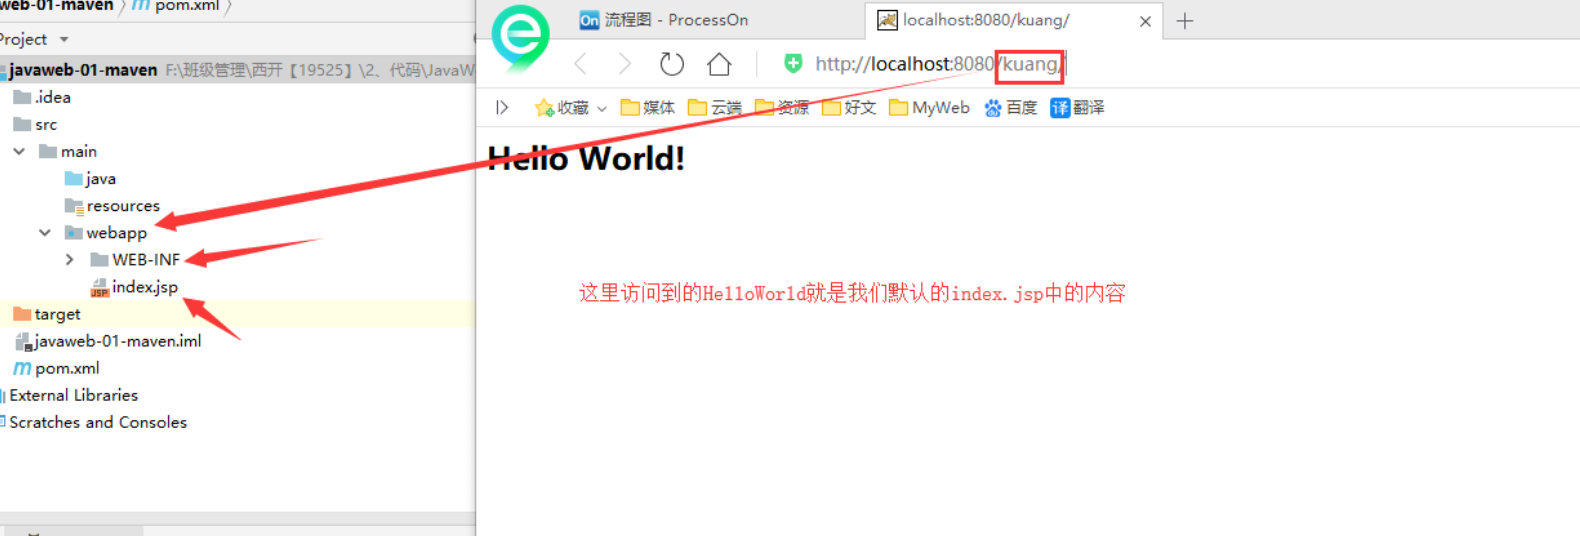 web-01-maven 〉 m pom.xml 〉
Project
javaweb-01-maven F:\班级管理\西开【19525】\2、代码\JavaW
.idea
src
main
java
resources
webapp
WEB-INF
JSP index.jsp
target
javaweb-01-maven.iml
m pom.xml
External Libraries
Scratches and Consoles
On 流程图 - ProcessOn
localhost:8080/kuang/
http://localhost:8080/kuang/
收藏 媒体 云端 资源 好文 MyWeb 百度 译 翻译
Hello World!
这里访问到的HelloWorld就是我们默认的index.jsp中的内容